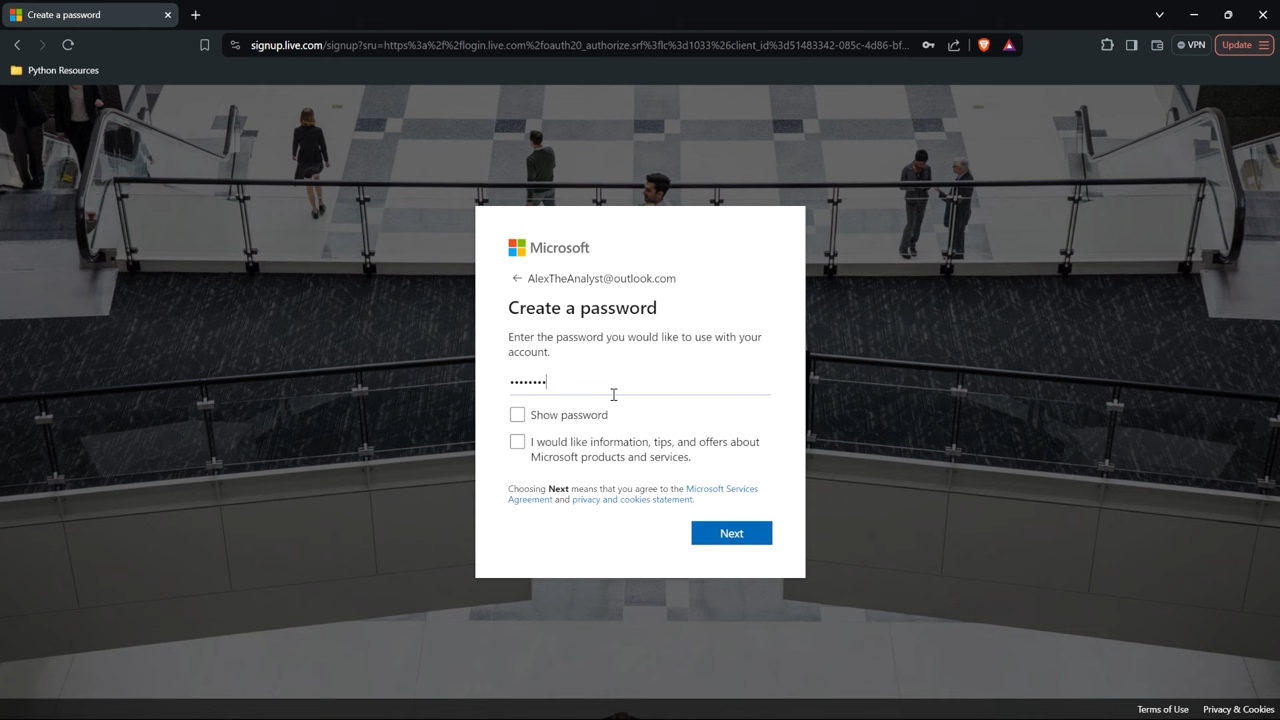 Create a password
signup.live.com/signup?sru=https%3a%2f%2flogin.live.com%2foauth20_authorize.srf%3flc%3d1033%26client_id%3d51483342-085c-4d86-bf...
VPN
Update
Python Resources
Microsoft
← AlexTheAnalyst@outlook.com
Create a password
Enter the password you would like to use with your
account.
••••••••
Show password
I would like information, tips, and offers about
Microsoft products and services.
Choosing Next means that you agree to the Microsoft Services
Agreement and privacy and cookies statement.
Next
Terms of Use Privacy & Cookies